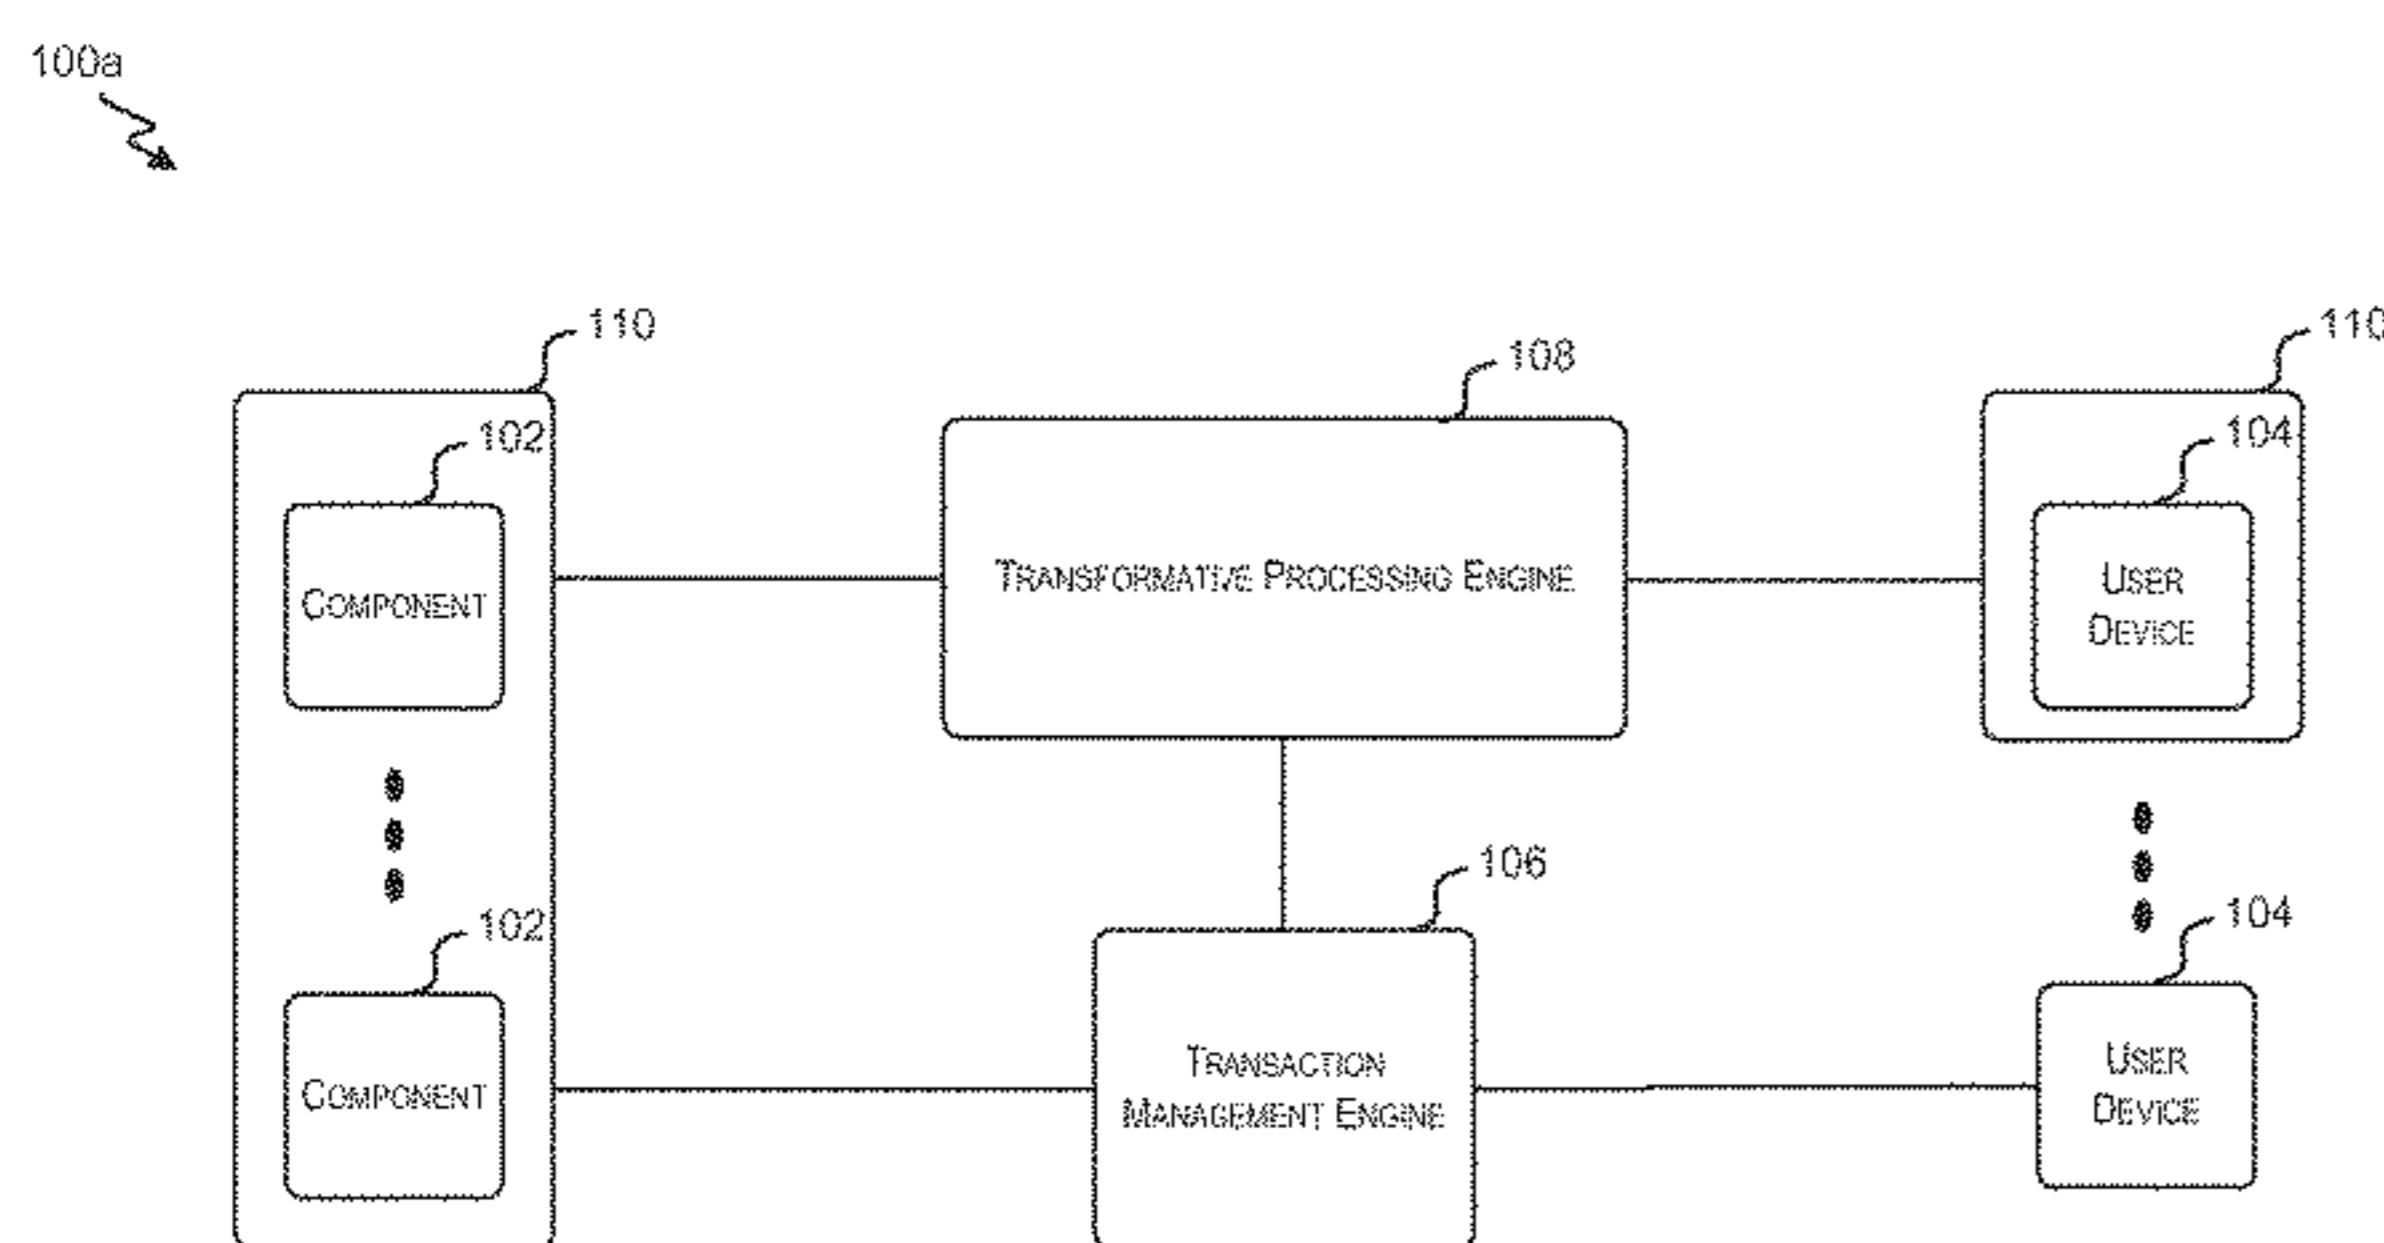 100a
110
110
108
102
104
TRANSFORMATIVE PROCESSING ENGINE
USER
DEVICE
COMPONENT
106
104
102
TRANSACTION
MANAGEMENT ENGINE
USER
DEVICE
COMPONENT